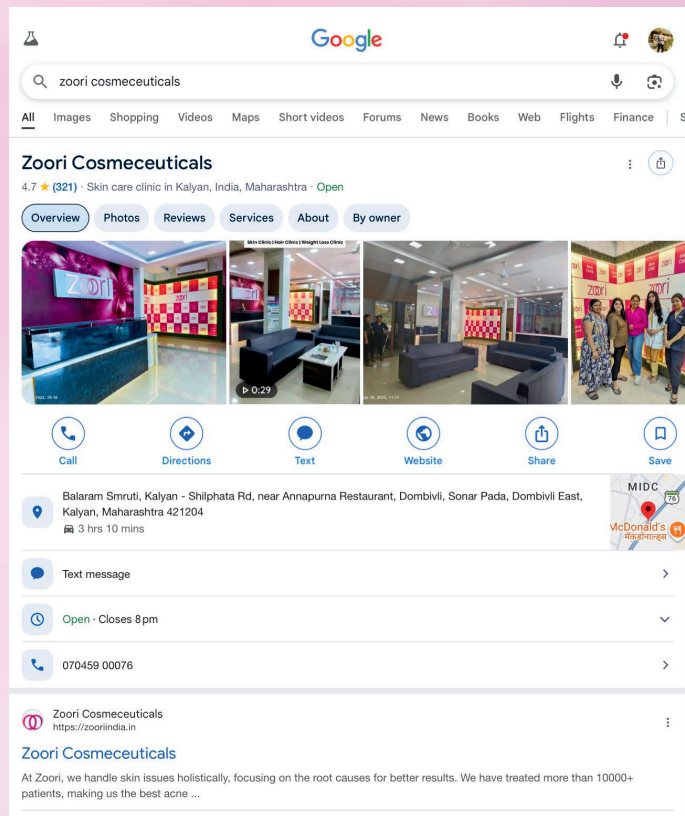 Google
zoori cosmeceuticals
All Images Shopping Videos Maps Short videos Forums News Books Web Flights Finance S
Zoori Cosmeceuticals
4.7 ★ (321) · Skin care clinic in Kalyan, India, Maharashtra · Open
Overview Photos Reviews Services About By owner
Skin Clinic | Hair Clinic | Weight Loss Clinic
zoori
0:29
Call Directions Text Website Share Save
Balaram Smruti, Kalyan - Shilphata Rd, near Annapurna Restaurant, Dombivli, Sonar Pada, Dombivli East,
Kalyan, Maharashtra 421204
3 hrs 10 mins
MIDC
76
McDonald's
मॅकडोनाल्ड्स
Text message
Open · Closes 8 pm
070459 00076
Zoori Cosmeceuticals
https://zooriindia.in
Zoori Cosmeceuticals
At Zoori, we handle skin issues holistically, focusing on the root causes for better results. We have treated more than 10000+
patients, making us the best acne ...